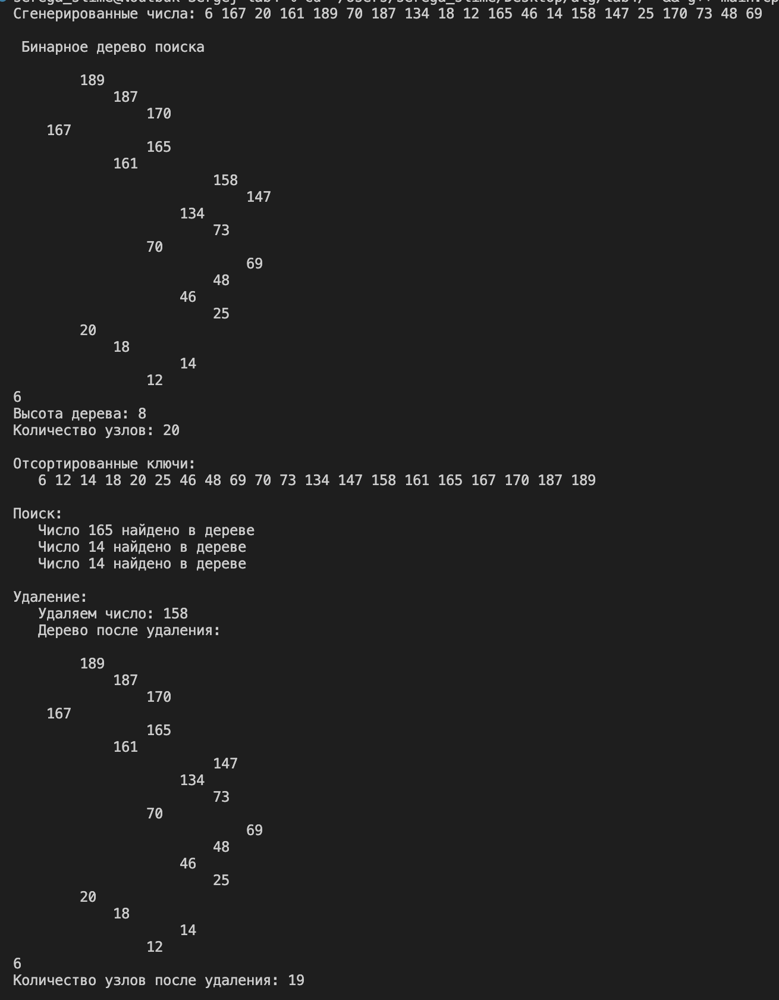 Сгенерированные числа: 6 167 20 161 189 70 187 134 18 12 165 46 14 158 147 25 170 73 48 69
Бинарное дерево поиска
189
187
170
167
165
161
158
147
134
73
70
69
48
46
25
20
18
14
12
6
Высота дерева: 8
Количество узлов: 20
Отсортированные ключи:
6 12 14 18 20 25 46 48 69 70 73 134 147 158 161 165 167 170 187 189
Поиск:
Число 165 найдено в дереве
Число 14 найдено в дереве
Число 14 найдено в дереве
Удаление:
Удаляем число: 158
Дерево после удаления:
189
187
170
167
165
161
147
134
73
70
69
48
46
25
20
18
14
12
6
Количество узлов после удаления: 19